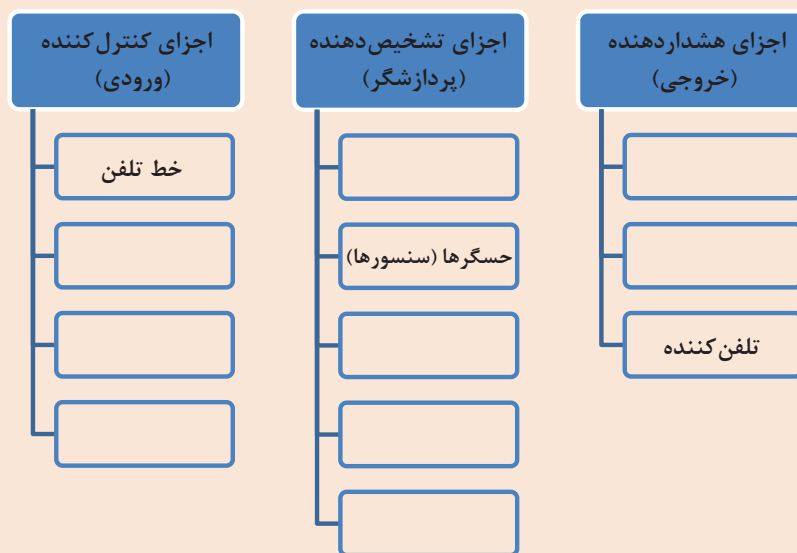 اجزای هشداردهنده
(خروجی)
تلفن‌کننده
اجزای تشخیص‌دهنده
(پردازشگر)
حسگرها (سنسورها)
اجزای کنترل‌کننده
(ورودی)
خط تلفن